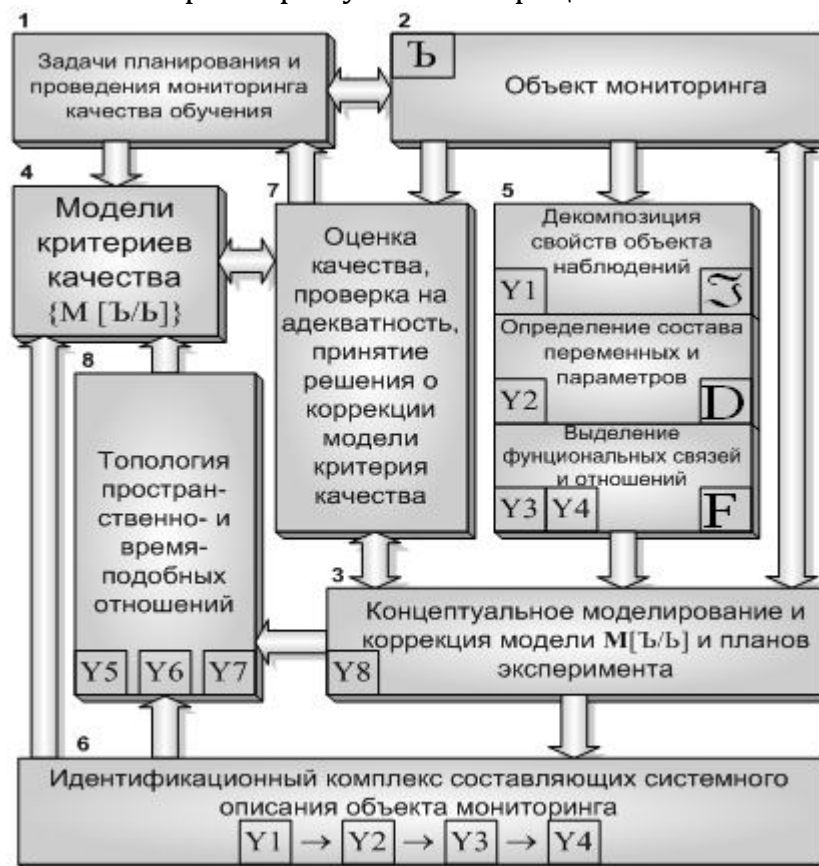 1
Задачи планирования и
проведения мониторинга
качества обучения
2
Ъ
Объект мониторинга
4
Модели
критериев
качества
{М [Ъ/Ь]}
7
Оценка
качества,
проверка на
адекватность,
принятие
решения о
коррекции
модели
критерия
качества
5
Декомпозиция
свойств объекта
наблюдений
Y1
ℑ
Определение состава
переменных и
параметров
Y2
D
Выделение
фунциональных связей
и отношений
Y3 Y4
F
8
Топология
простран-
ственно- и
время-
подобных
отношений
Y5 Y6 Y7
3
Концептуальное моделирование и
коррекция модели М[Ъ/Ь] и планов
эксперимента
Y8
6
Идентификационный комплекс составляющих системного
описания объекта мониторинга
Y1 → Y2 → Y3 → Y4